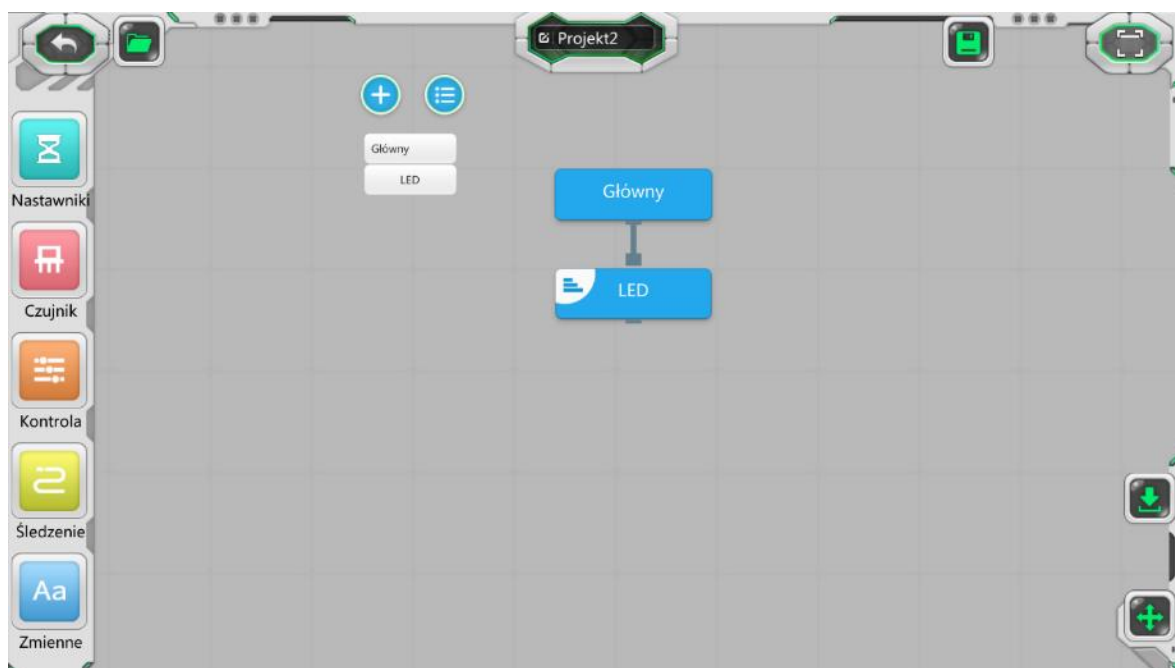 Projekt2
Główny
LED
Główny
LED
Nastawniki
Czujnik
Kontrola
Śledzenie
Aa
Zmienne